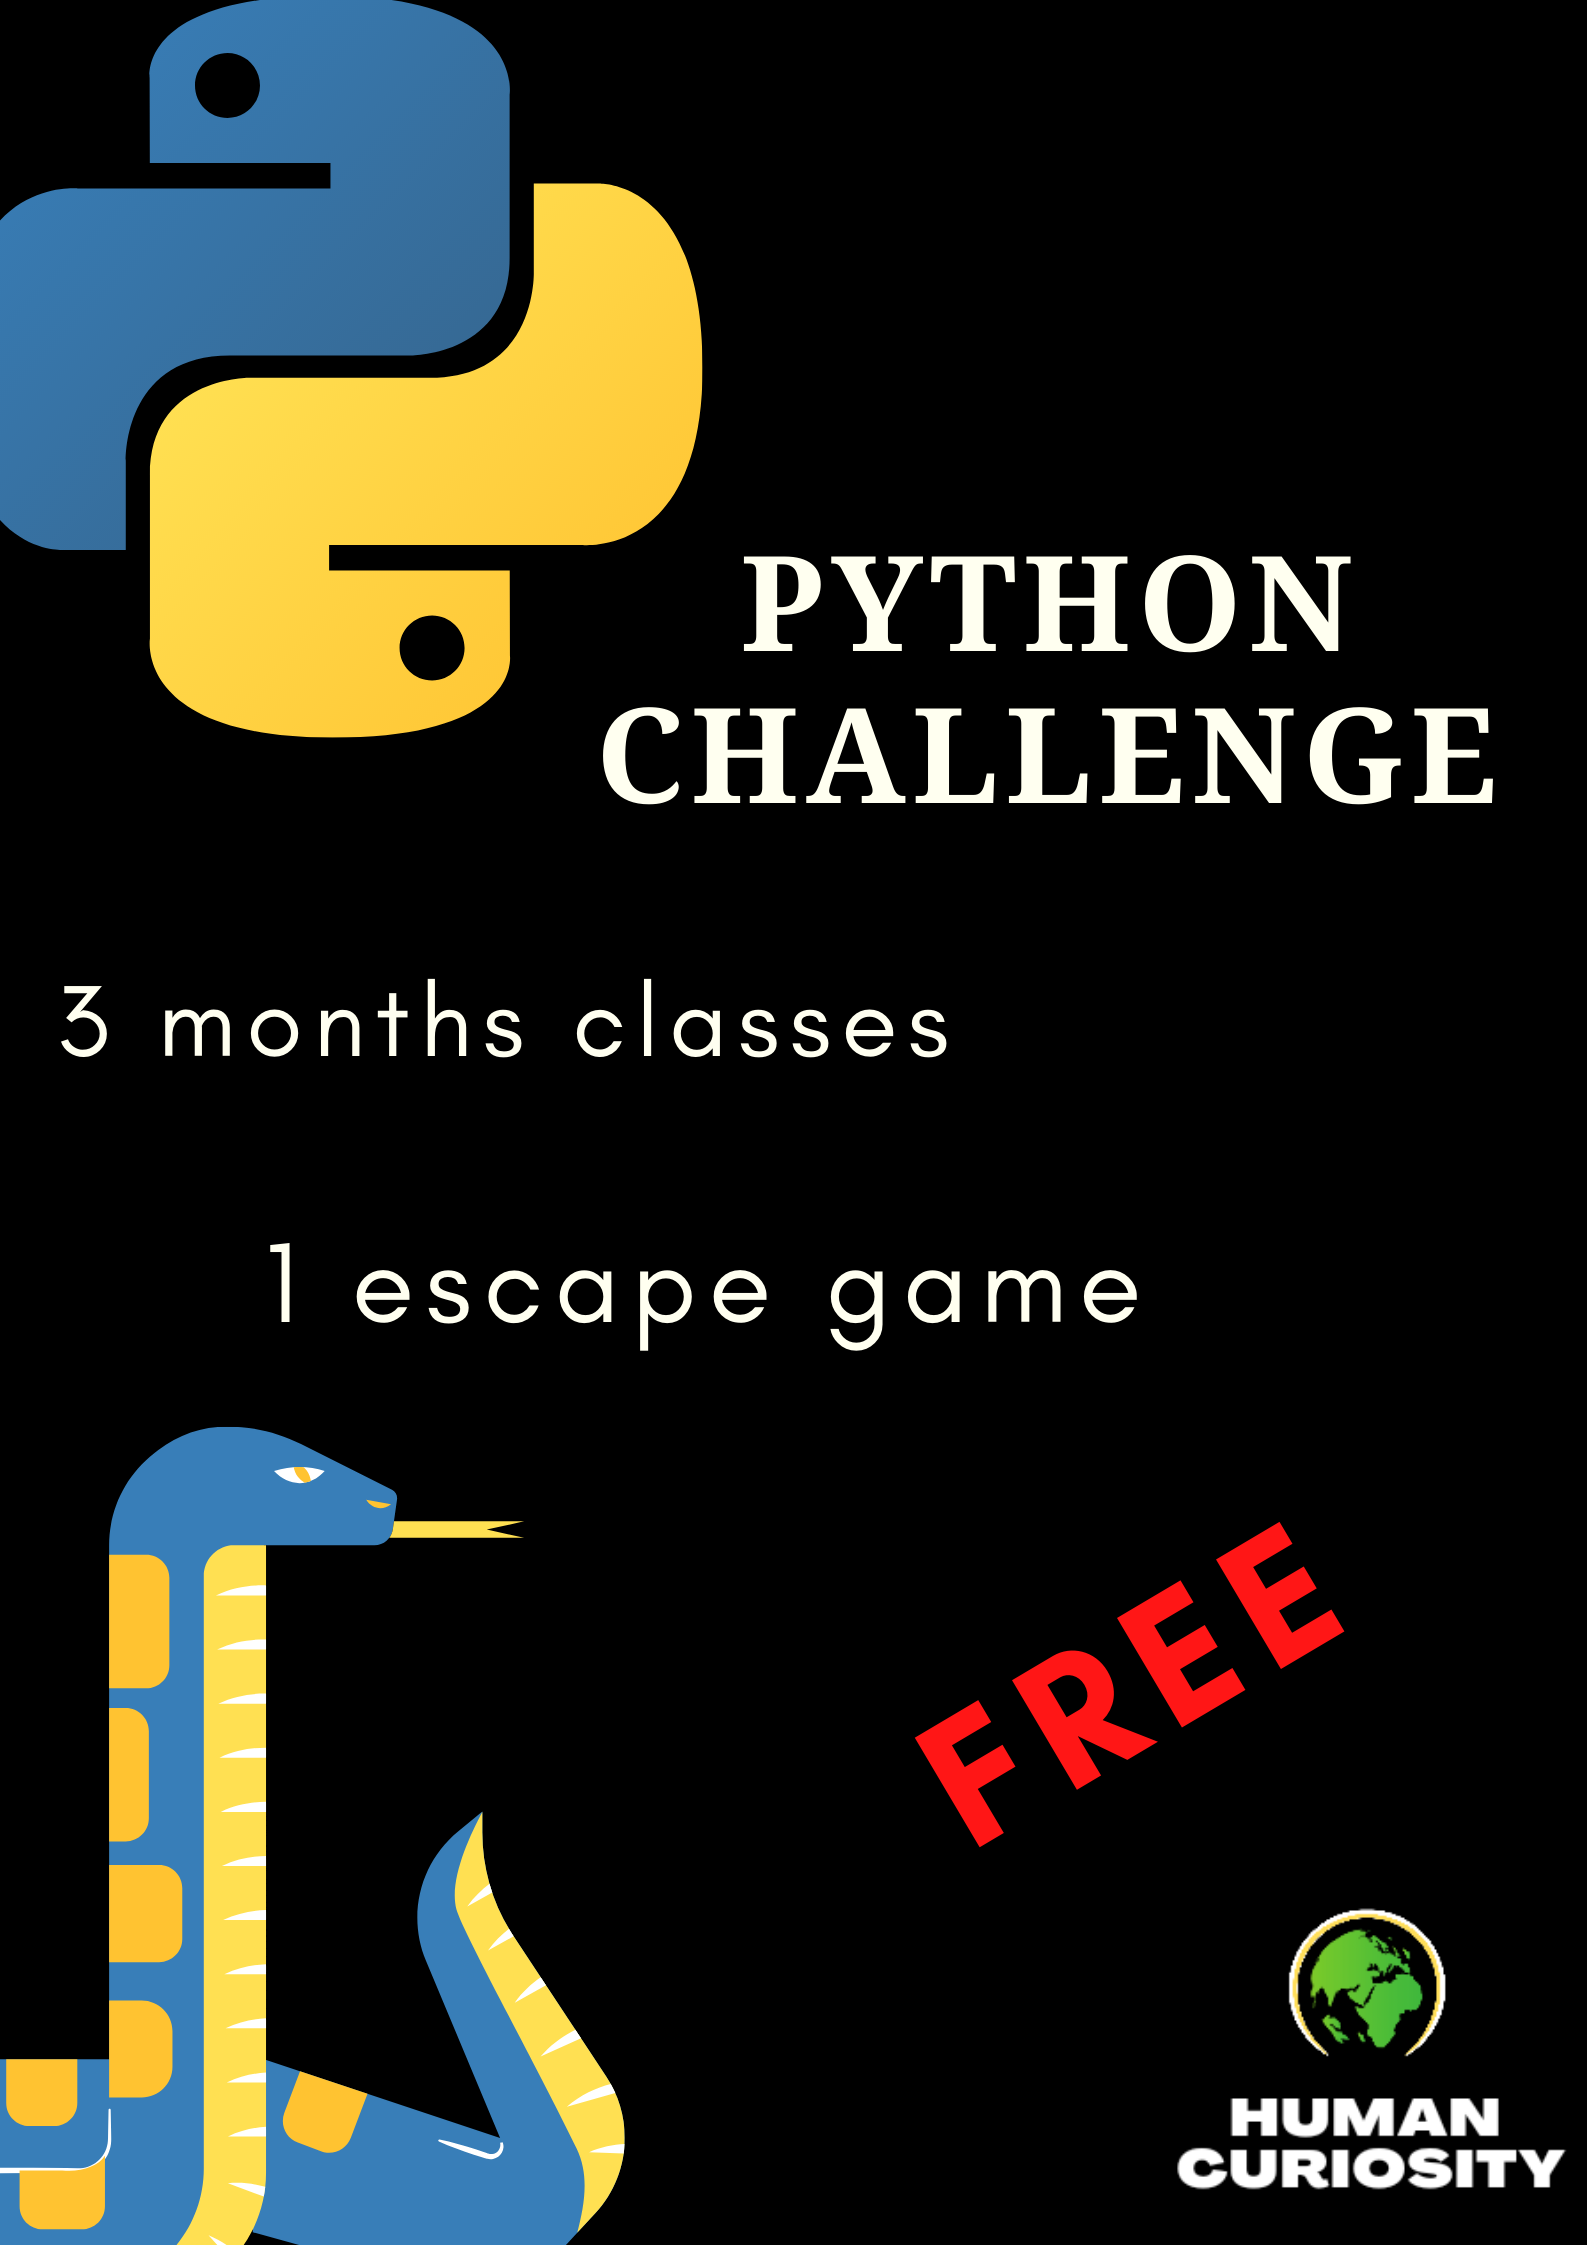 PYTHON
CHALLENGE
3 months classes
1 escape game
FREE
HUMAN
CURIOSITY